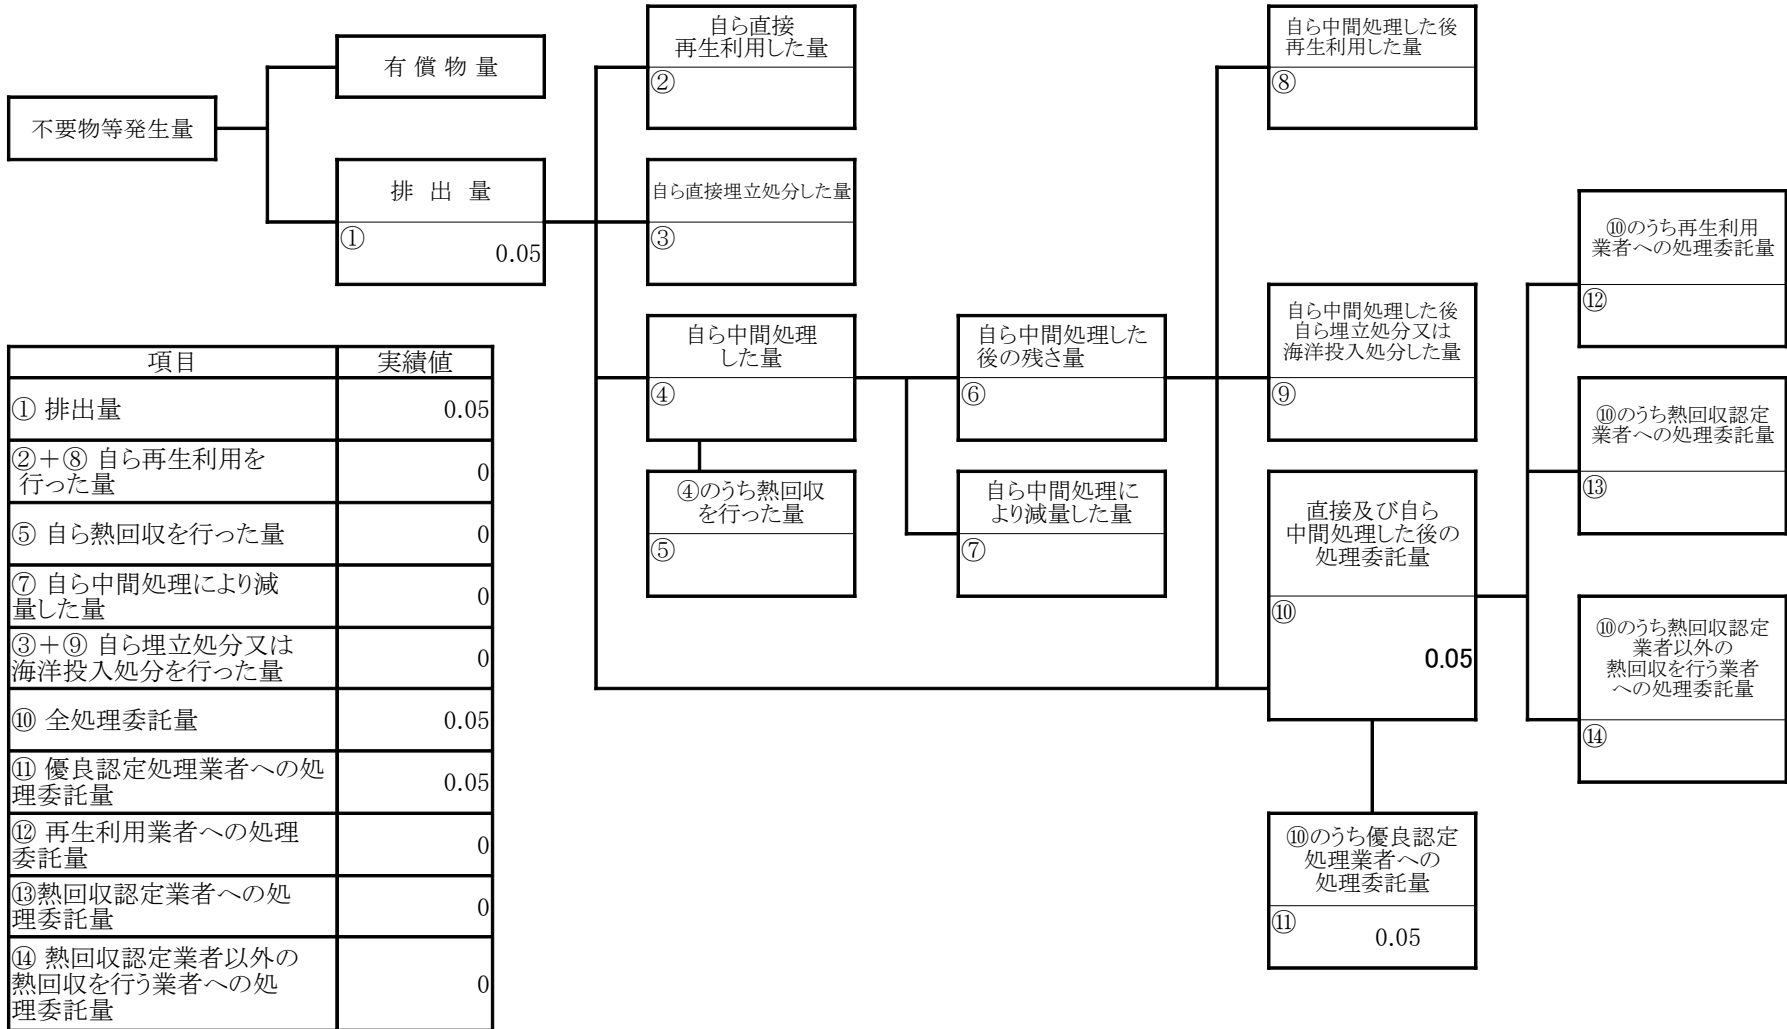 自ら直接
再生利用した量
②
自ら中間処理した後
再生利用した量
⑧
有 償 物 量
不要物等発生量
排 出 量
①
0.05
自ら直接埋立処分した量
③
⑩のうち再生利用
業者への処理委託量
⑫
自ら中間処理
した量
④
自ら中間処理した
後の残さ量
⑥
自ら中間処理した後
自ら埋立処分又は
海洋投入処分した量
⑨
⑩のうち熱回収認定
業者への処理委託量
⑬
④のうち熱回収
を行った量
⑤
自ら中間処理に
より減量した量
⑦
直接及び自ら
中間処理した後の
処理委託量
⑩
0.05
⑩のうち熱回収認定
業者以外の
熱回収を行う業者
への処理委託量
⑭
⑩のうち優良認定
処理業者への
処理委託量
⑪
0.05
項目 実績値
① 排出量 0.05
②+⑧ 自ら再生利用を
行った量 0
⑤ 自ら熱回収を行った量 0
⑦ 自ら中間処理により減
量した量 0
③+⑨ 自ら埋立処分又は
海洋投入処分を行った量 0
⑩ 全処理委託量 0.05
⑪ 優良認定処理業者への処
理委託量 0.05
⑫ 再生利用業者への処理
委託量 0
⑬熱回収認定業者への処
理委託量 0
⑭ 熱回収認定業者以外の
熱回収を行う業者への処
理委託量 0